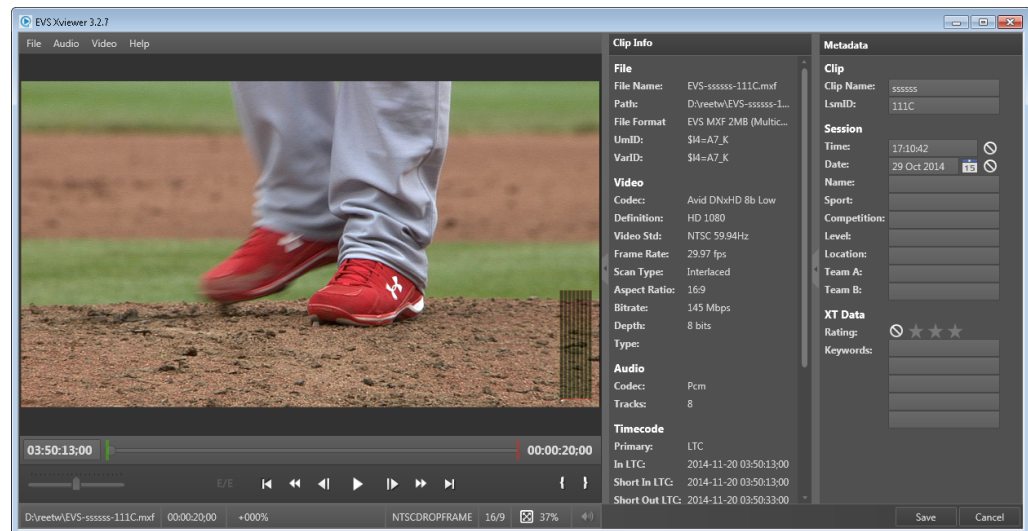 EVS Xviewer 3.2.7
File Audio Video Help
03:50:13;00
00:00:20;00
E/E
{ }
D:\reetw\EVS-ssssss-111C.mxf 00:00:20;00 +000% NTSCDROPFRAME 16/9 37%
Clip Info
File
File Name: EVS-ssssss-111C.mxf
Path: D:\reetw\EVS-ssssss-1...
File Format EVS MXF 2MB (Multic...
UmID: $I4=A7_K
VarID: $I4=A7_K
Video
Codec: Avid DNxHD 8b Low
Definition: HD 1080
Video Std: NTSC 59.94Hz
Frame Rate: 29.97 fps
Scan Type: Interlaced
Aspect Ratio: 16:9
Bitrate: 145 Mbps
Depth: 8 bits
Type:
Audio
Codec: Pcm
Tracks: 8
Timecode
Primary: LTC
In LTC: 2014-11-20 03:50:13;00
Short In LTC: 2014-11-20 03:50:13;00
Short Out LTC: 2014-11-20 03:50:33:00
Metadata
Clip
Clip Name: ssssss
LsmID: 111C
Session
Time: 17:10:42
Date: 29 Oct 2014 15
Name:
Sport:
Competition:
Level:
Location:
Team A:
Team B:
XT Data
Rating:
Keywords:
Save Cancel